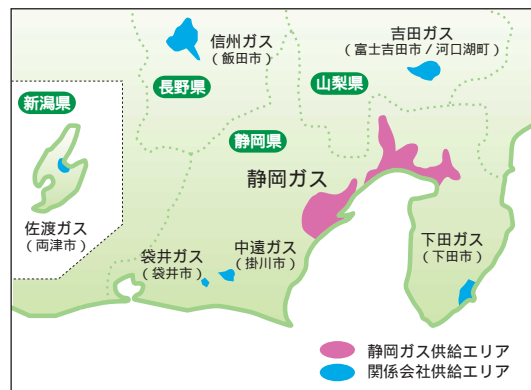 信州ガス
（飯田市）
吉田ガス
（富士吉田市/河口湖町）
長野県
山梨県
新潟県
静岡県
静岡ガス
佐渡ガス
（両津市）
袋井ガス
（袋井市）
中遠ガス
（掛川市）
下田ガス
（下田市）
静岡ガス供給エリア
関係会社供給エリア